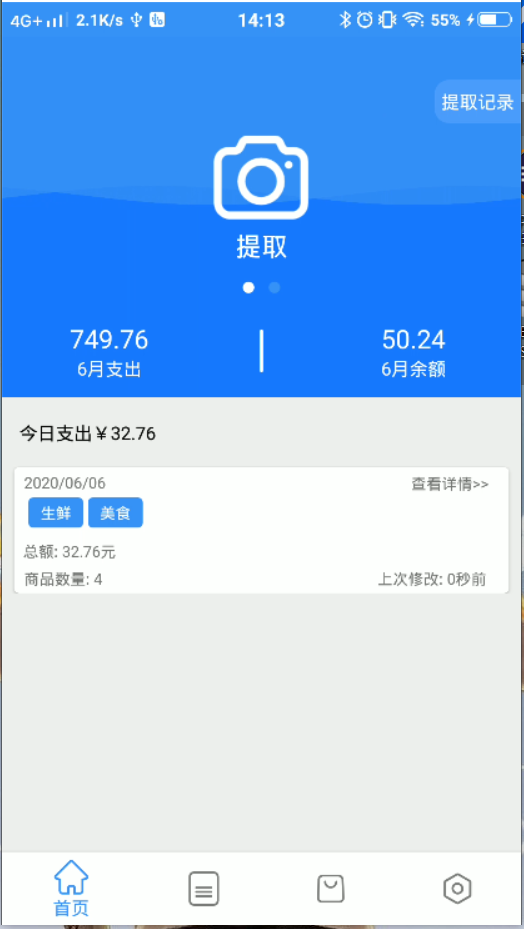 4G+ 2.1K/s 14:13 55%
提取记录
提取
749.76 50.24
6月支出 6月余额
今日支出￥32.76
2020/06/06 查看详情>>
生鲜 美食
总额: 32.76元
商品数量: 4 上次修改: 0秒前
首页